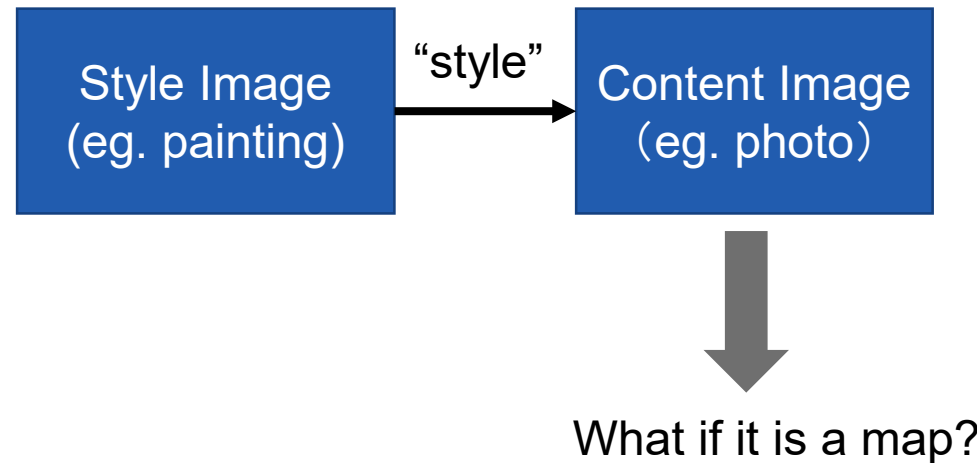 Style Image
(eg. painting)
“style”
Content Image
（eg. photo）
What if it is a map?